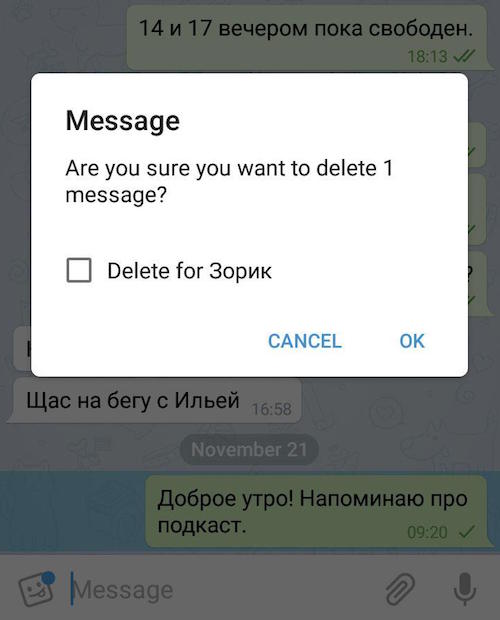 14 и 17 вечером пока свободен.
18:13
Message
Are you sure you want to delete 1
message?
Delete for Зорик
CANCEL OK
Щас на бегу с Ильей 16:58
November 21
Доброе утро! Напоминаю про
подкаст.
09:20
Message